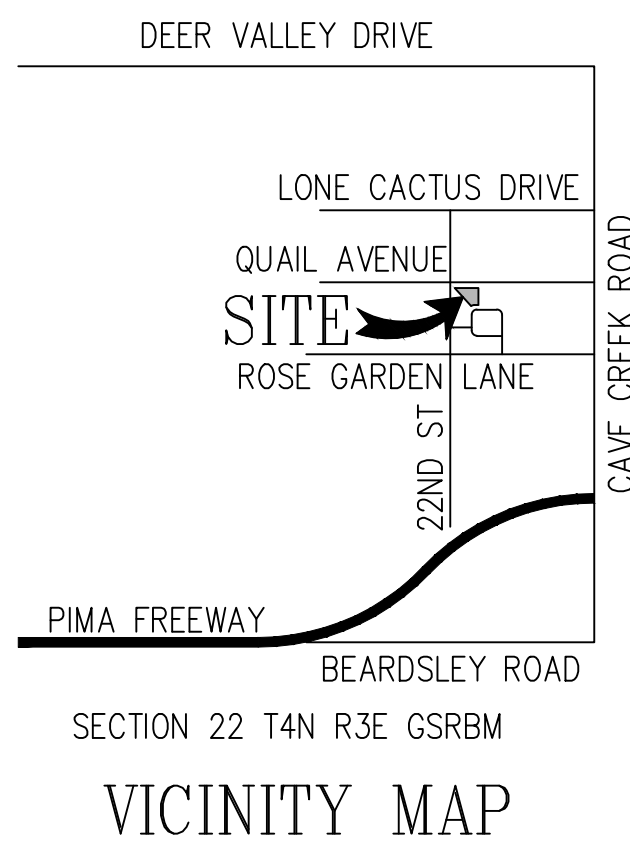 DEER VALLEY DRIVE
LONE CACTUS DRIVE
QUAIL AVENUE
SITE
ROSE GARDEN LANE
CAVE CREEK ROAD
22ND ST
PIMA FREEWAY
BEARDSLEY ROAD
SECTION 22 T4N R3E GSRBM
VICINITY MAP